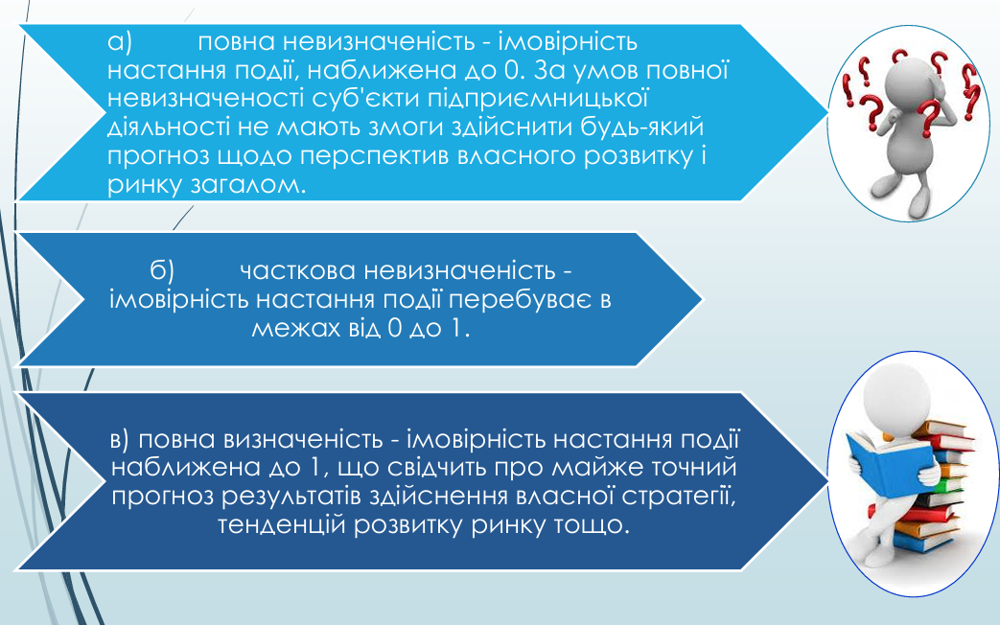 а) повна невизначеність - імовірність
настання події, наближена до 0. За умов повної
невизначеності суб'єкти підприємницької
діяльності не мають змоги здійснити будь-який
прогноз щодо перспектив власного розвитку і
ринку загалом.
б) часткова невизначеність -
імовірність настання події перебуває в
межах від 0 до 1.
в) повна визначеність - імовірність настання події
наближена до 1, що свідчить про майже точний
прогноз результатів здійснення власної стратегії,
тенденцій розвитку ринку тощо.